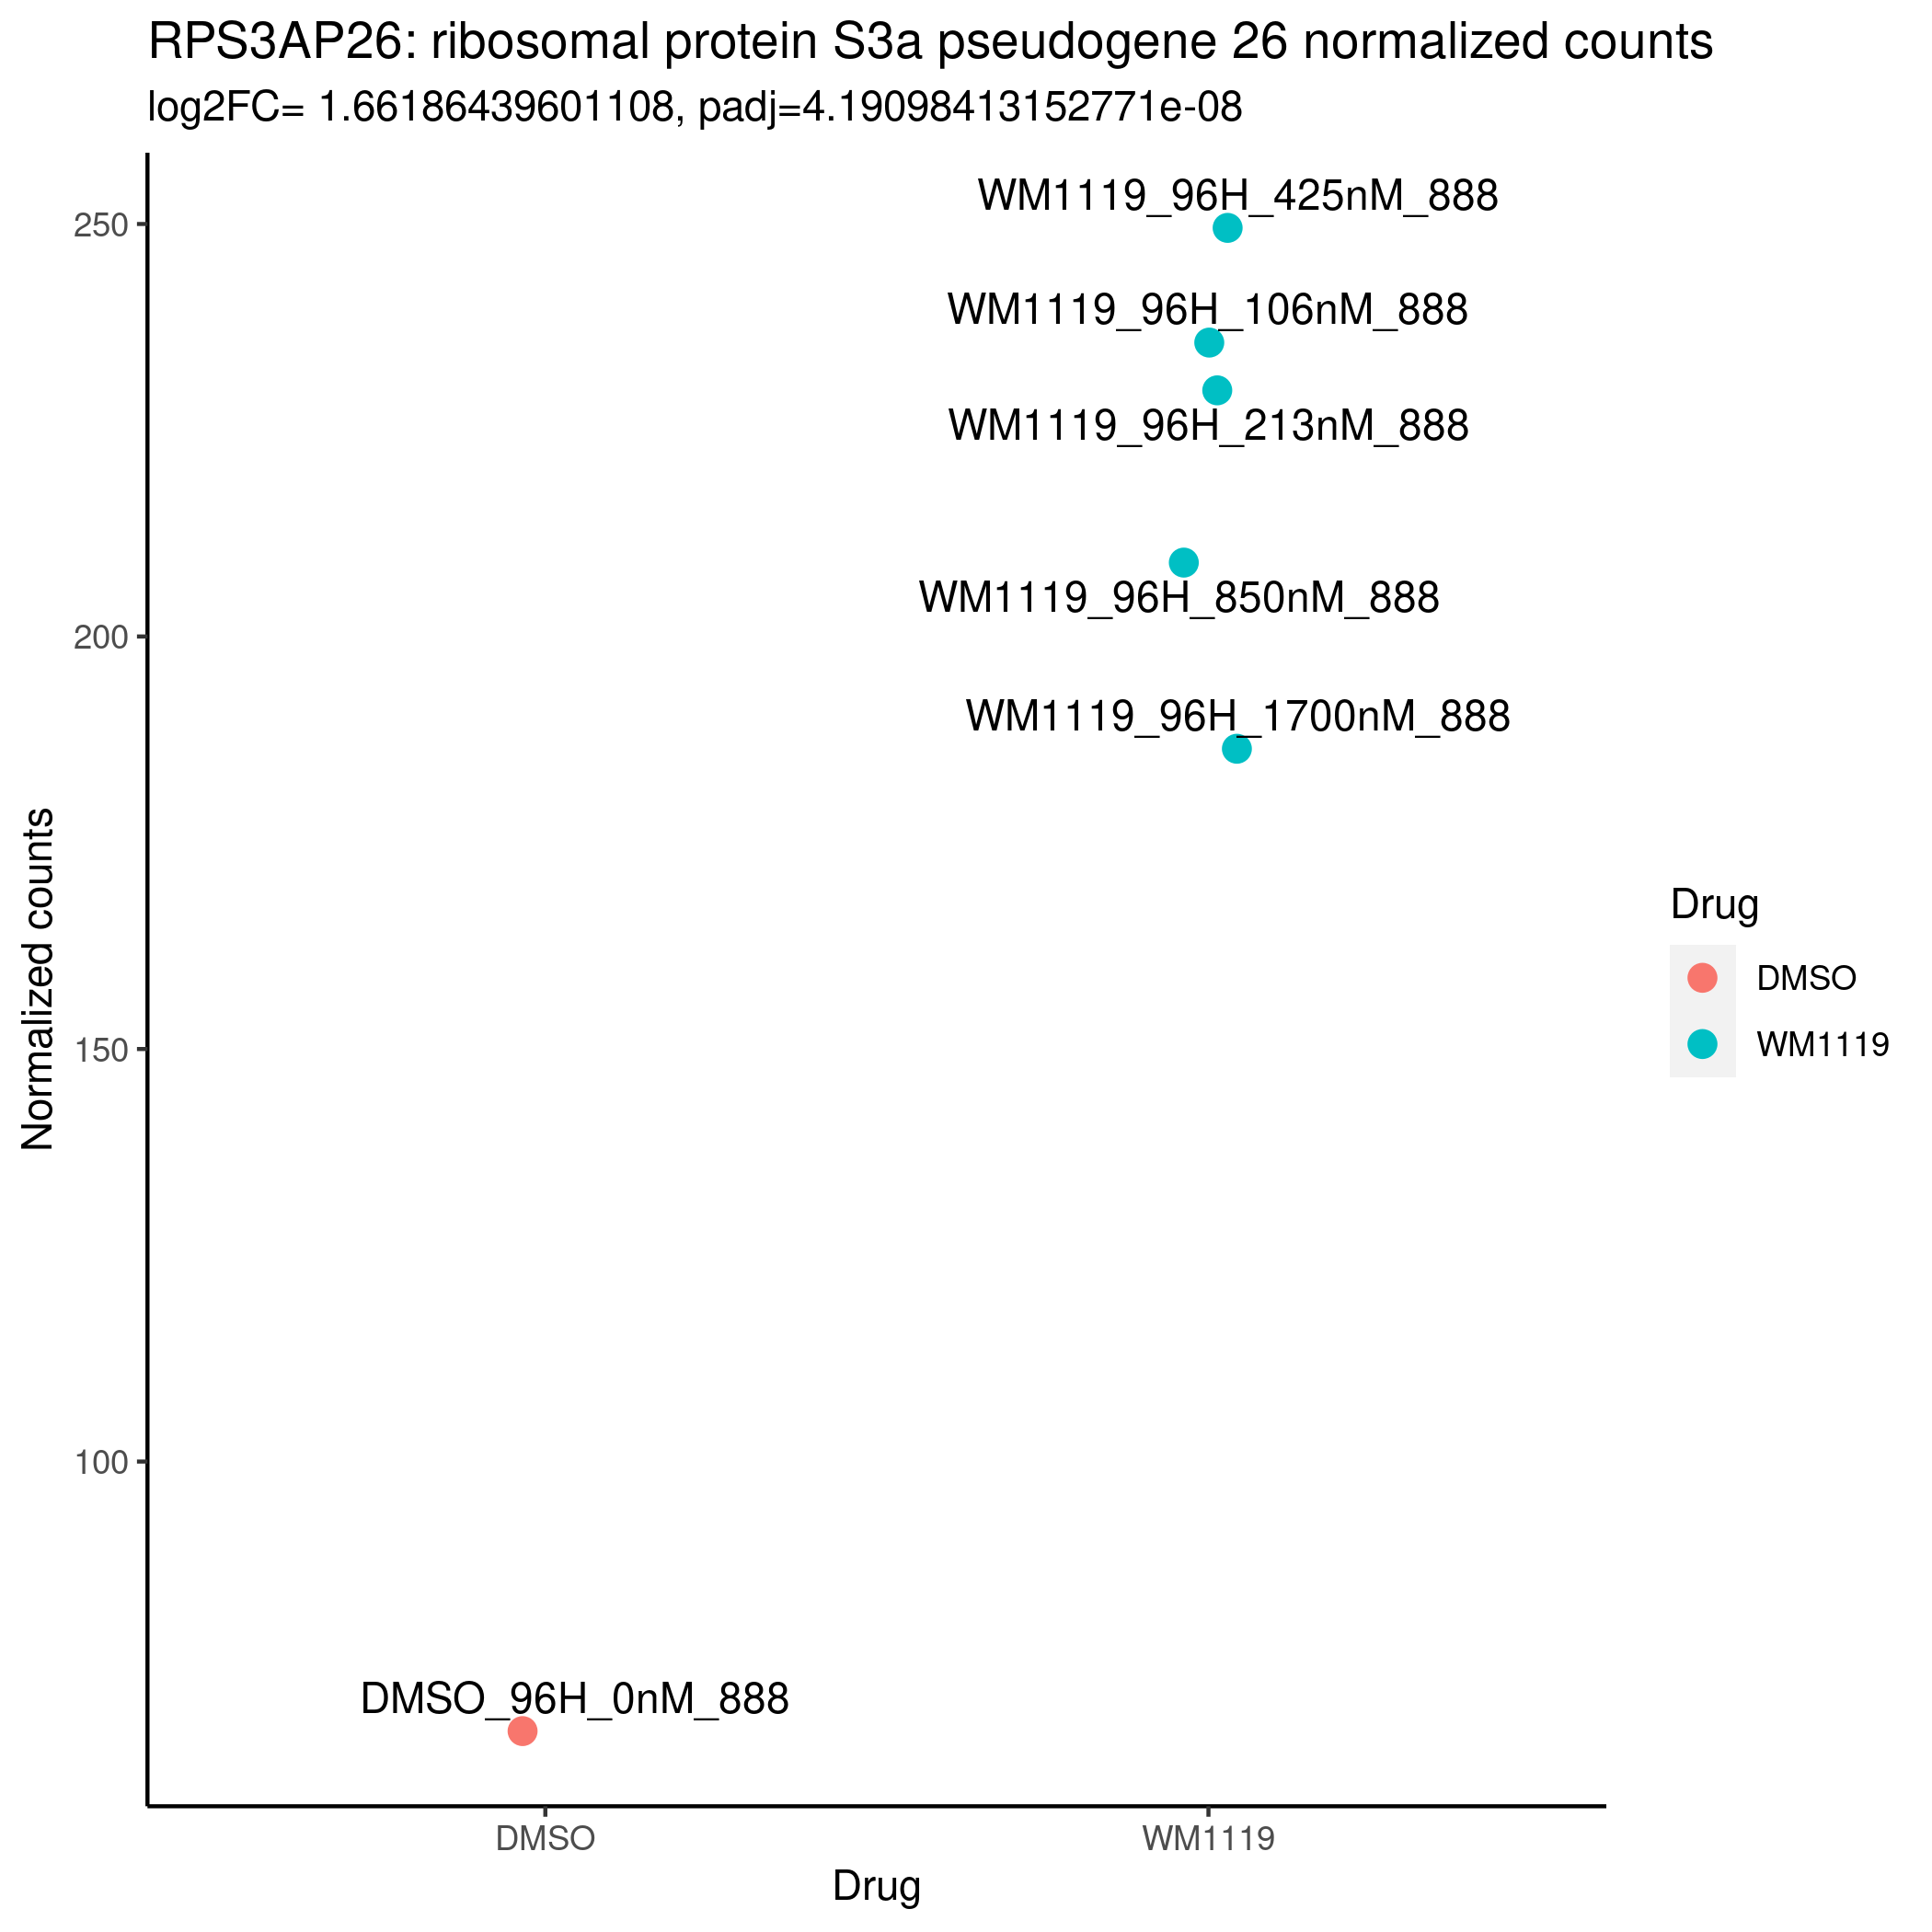 RPS3AP26: ribosomal protein S3a pseudogene 26 normalized counts
log2FC= 1.66186439601108, padj=4.19098413152771e-08
WM1119_96H_425nM_888
250
WM1119_96H_106nM_888
WM1119_96H_213nM_888
WM1119_96H_850nM_888
200
WM1119_96H_1700nM_888
Normalized counts
Drug
DMSO
WM1119
150
100
DMSO_96H_0nM_888
DMSO
WM1119
Drug